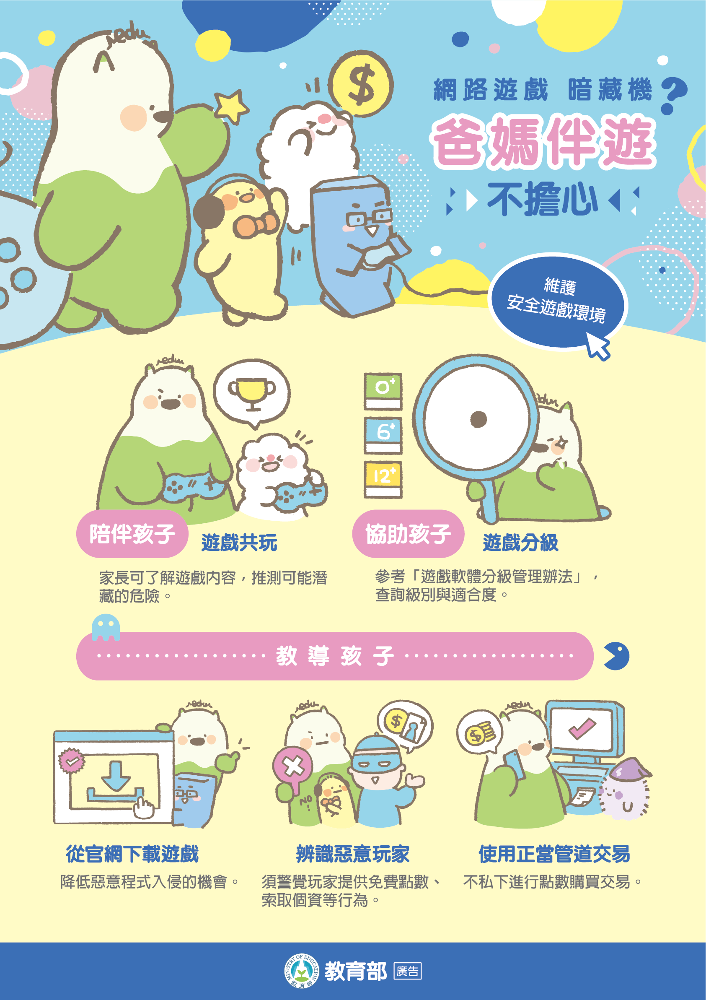 edu
$
網路遊戲 暗藏機?
爸媽伴遊
不擔心
維護
安全遊戲環境
edu
0+
6+
12+
edu
陪伴孩子
遊戲共玩
家長可了解遊戲内容，推測可能潛
藏的危險。
協助孩子
遊戲分級
參考「遊戲軟體分級管理辦法」，
查詢級別與適合度。
教導孩子
edu
edu
$
NO!
edu
$
從官網下載遊戲
降低惡意程式入侵的機會。
辨識惡意玩家
須警覺玩家提供免費點數、
索取個資等行為。
使用正當管道交易
不私下進行點數購買交易。
MINISTRY OF EDUCATION
教育部
教育部
廣告